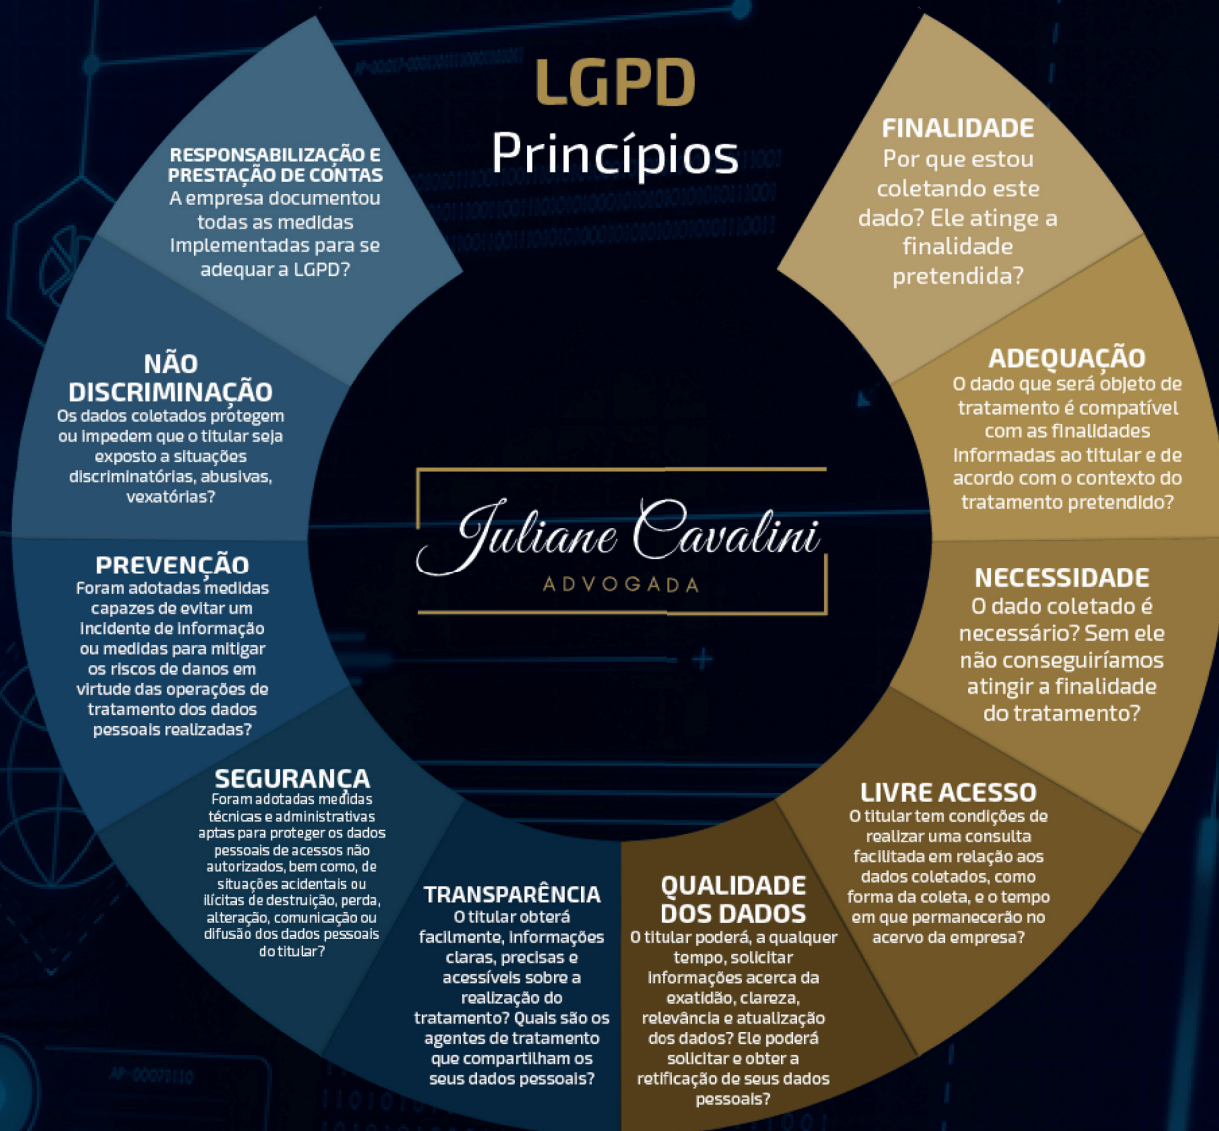 LGPD
Princípios
FINALIDADE
Por que estou
coletando este
dado? Ele atinge a
finalidade
pretendida?
ADEQUAÇÃO
O dado que será objeto de
tratamento é compatível
com as finalidades
informadas ao titular e de
acordo com o contexto do
tratamento pretendido?
NECESSIDADE
O dado coletado é
necessário? Sem ele
não conseguiríamos
atingir a finalidade
do tratamento?
LIVRE ACESSO
O titular tem condições de
realizar uma consulta
facilitada em relação aos
dados coletados, como
forma da coleta, e o tempo
em que permanecerão no
acervo da empresa?
QUALIDADE
DOS DADOS
O titular poderá, a qualquer
tempo, solicitar
informações acerca da
exatidão, clareza,
relevância e atualização
dos dados? Ele poderá
solicitar e obter a
retificação de seus dados
pessoais?
TRANSPARÊNCIA
O titular obterá
facilmente, informações
claras, precisas e
acessíveis sobre a
realização do
tratamento? Quais são os
agentes de tratamento
que compartilham os
seus dados pessoais?
SEGURANÇA
Foram adotadas medidas
técnicas e administrativas
aptas para proteger os dados
pessoais de acessos não
autorizados, bem como, de
situações acidentais ou
ilícitas de destruição, perda,
alteração, comunicação ou
difusão dos dados pessoais
do titular?
PREVENÇÃO
Foram adotadas medidas
capazes de evitar um
incidente de informação
ou medidas para mitigar
os riscos de danos em
virtude das operações de
tratamento dos dados
pessoais realizadas?
NÃO
DISCRIMINAÇÃO
Os dados coletados protegem
ou impedem que o titular seja
exposto a situações
discriminatórias, abusivas,
vexatórias?
RESPONSABILIZAÇÃO E
PRESTAÇÃO DE CONTAS
A empresa documentou
todas as medidas
Implementadas para se
adequar a LGPD?
Juliane Cavalini
ADVOGADA